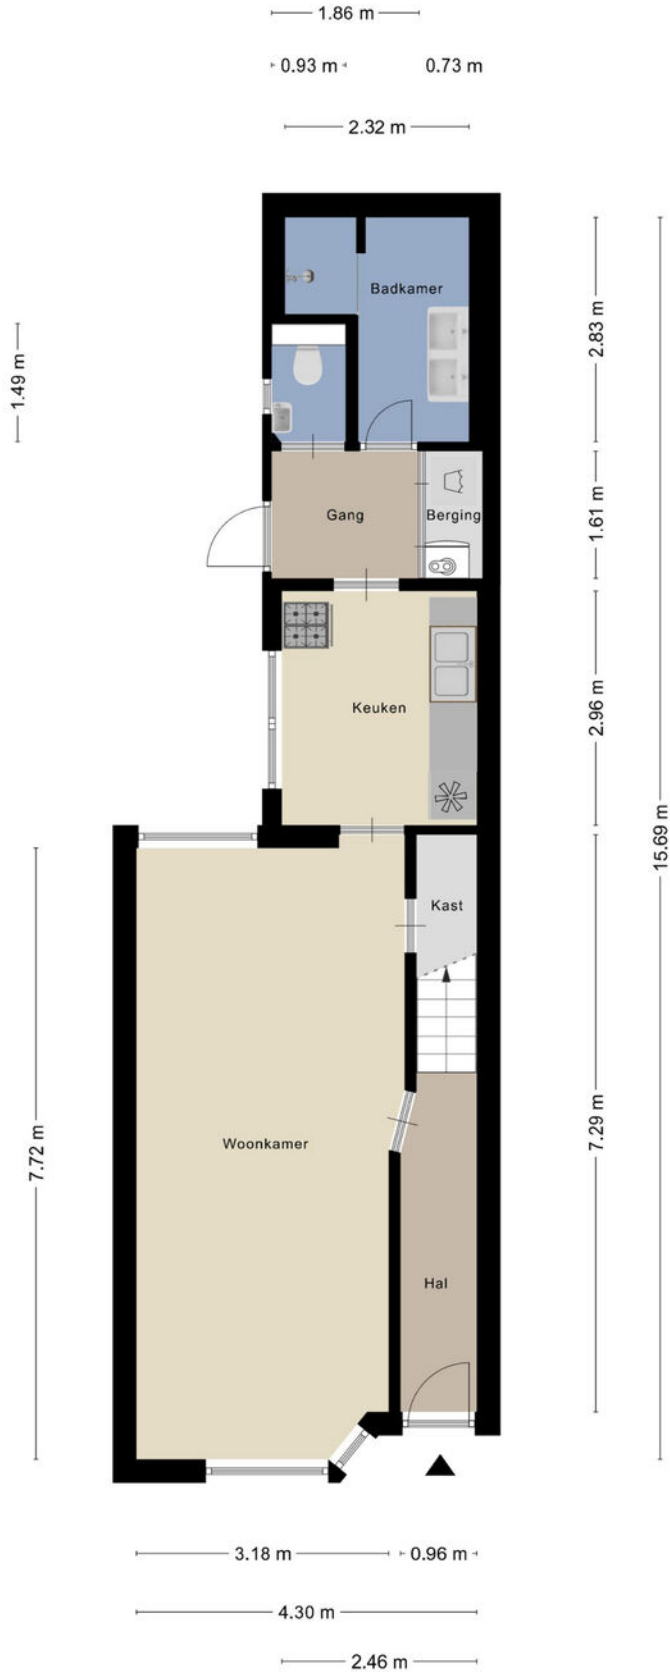 1.86 m
0.93 m
0.73 m
2.32 m
Badkamer
2.83 m
1.49 m
Gang
Berging
1.61 m
Keuken
2.96 m
15.69 m
Kast
7.29 m
7.72 m
Woonkamer
Hal
3.18 m
0.96 m
4.30 m
2.46 m